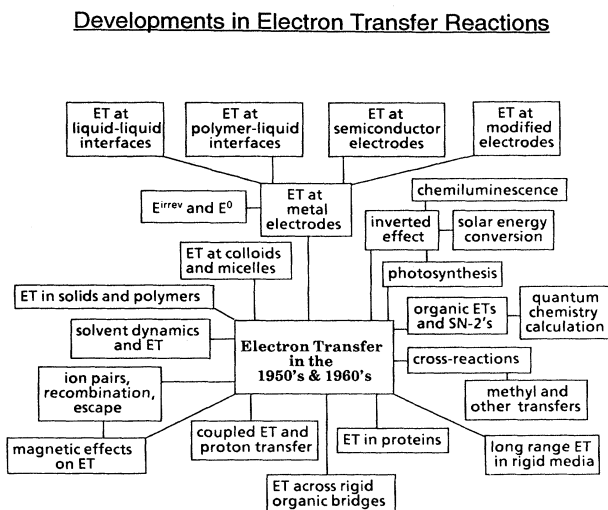 Developments in Electron Transfer Reactions
ET at
liquid-liquid
interfaces
ET at
polymer-liquid
interfaces
ET at
semiconductor
electrodes
ET at
modified
electrodes
E^irrev and E^0
ET at
metal
electrodes
chemiluminescence
inverted
effect
solar energy
conversion
photosynthesis
ET at colloids
and micelles
ET in solids and polymers
solvent dynamics
and ET
ion pairs,
recombination,
escape
magnetic effects
on ET
Electron Transfer
in the
1950's & 1960's
organic ETs
and SN-2's
quantum
chemistry
calculation
cross-reactions
methyl and
other transfers
coupled ET and
proton transfer
ET in proteins
long range ET
in rigid media
ET across rigid
organic bridges